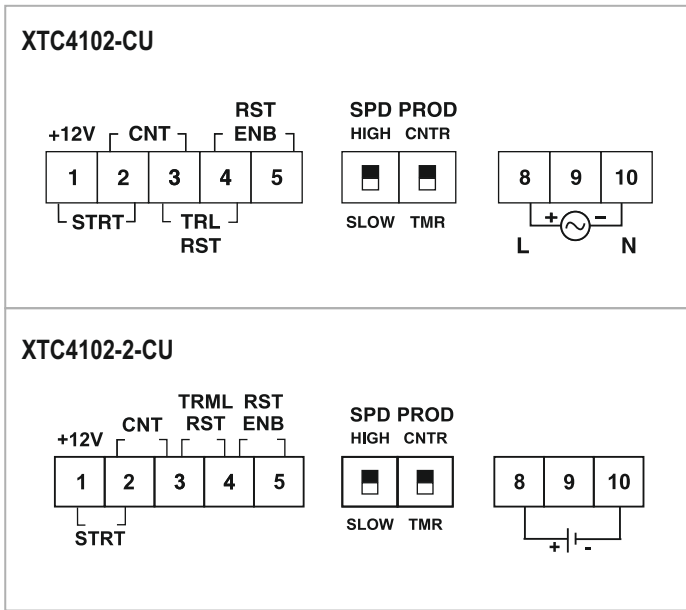 XTC4102-CU
RST
+12V CNT ENB
1 2 3 4 5
STRT TRL
RST
SPD PROD
HIGH CNTR
SLOW TMR
8 9 10
+ -
L N
XTC4102-2-CU
TRML RST
CNT RST ENB
+12V
1 2 3 4 5
STRT
SPD PROD
HIGH CNTR
SLOW TMR
8 9 10
+ -